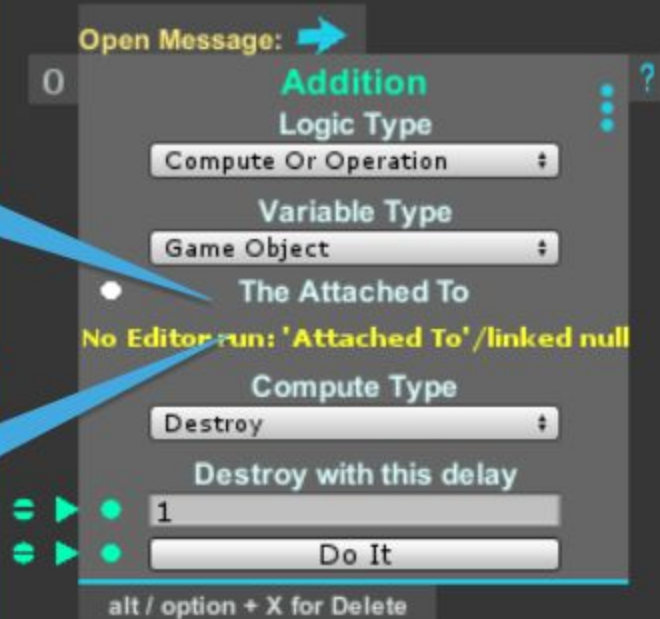 Open Message:
0
Addition
?
Logic Type
Compute Or Operation
Variable Type
Game Object
The Attached To
No Editor run: 'Attached To'/linked null
Compute Type
Destroy
Destroy with this delay
1
Do It
alt / option + X for Delete